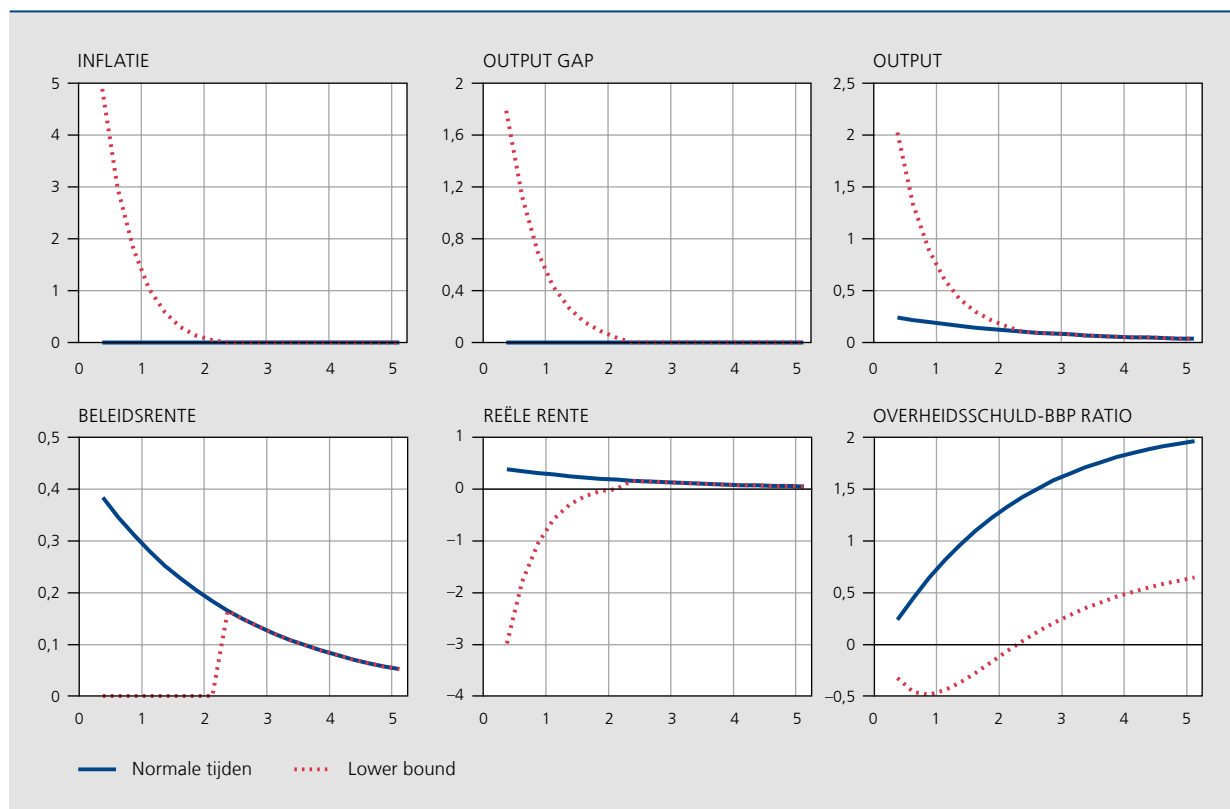 INFLATIE
5
4
3
2
1
0
0 1 2 3 4 5
OUTPUT GAP
2
1,6
1,2
0,8
0,4
0
0 1 2 3 4 5
OUTPUT
2,5
2
1,5
1
0,5
0
0 1 2 3 4 5
BELEIDSRENTE
0,5
0,4
0,3
0,2
0,1
0
0 1 2 3 4 5
REËLE RENTE
1
0
−1
−2
−3
−4
0 1 2 3 4 5
OVERHEIDSSCHULD-BBP RATIO
2
1,5
1
0,5
0
−0,5
0 1 2 3 4 5
Normale tijden Lower bound